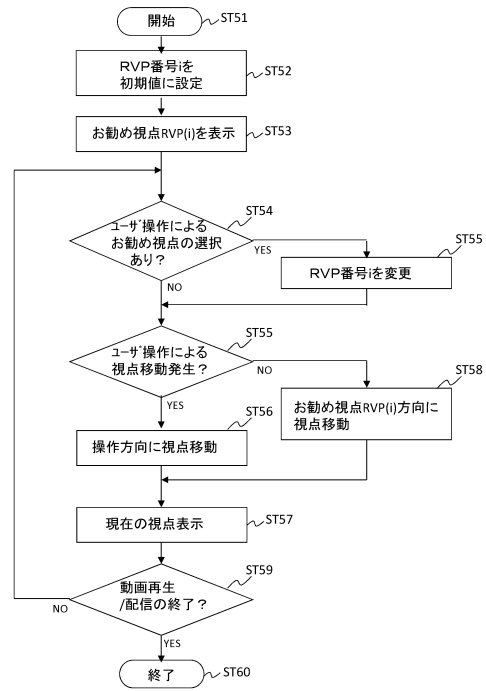 開始
ST51
RVP番号iを
初期値に設定
ST52
お勧め視点RVP(i)を表示
ST53
ユーザ操作による
お勧め視点の選択
あり？
ST54
YES
NO
RVP番号iを変更
ST55
ユーザ操作による
視点移動発生？
ST55
NO
YES
お勧め視点RVP(i)方向に
視点移動
ST58
操作方向に視点移動
ST56
現在の視点表示
ST57
動画再生
/配信の終了？
ST59
NO
YES
終了
ST60